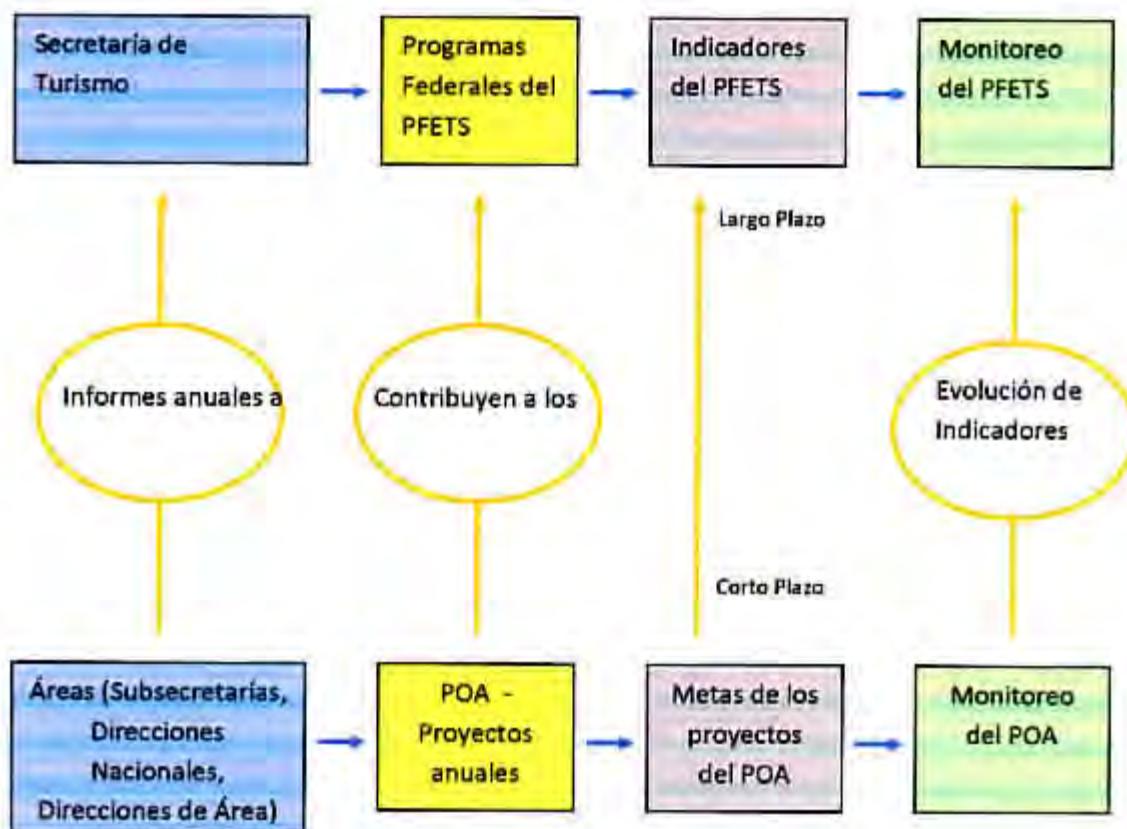 Secretaría de
Turismo
Programas
Federales del
PFETS
Indicadores
del PFETS
Monitoreo
del PFETS
Largo Plazo
Informes anuales a
Contribuyen a los
Evolución de
Indicadores
Corto Plazo
Áreas (Subsecretarías,
Direcciones
Nacionales,
Direcciones de Área)
POA -
Proyectos
anuales
Metas de los
proyectos
del POA
Monitoreo
del POA